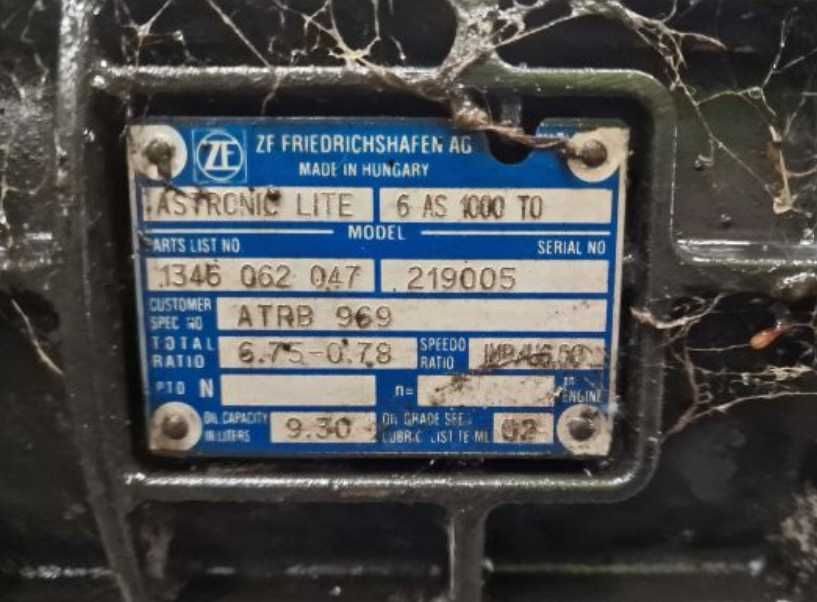 ZF ZF FRIEDRICHSHAFEN AG
MADE IN HUNGARY
ASTRONIC LITE 6 AS 1000 TO
MODEL
PARTS LIST NO SERIAL NO
1346 062 047 219005
CUSTOMER SPEC NO ATRB 969
TOTAL RATIO 6.75-0.78 SPEEDO RATIO
PTO N n= ENGINE
OIL CAPACITY IN LITERS 9.30 OIL GRADE SEE LUBRIC. LIST TE-ML 02